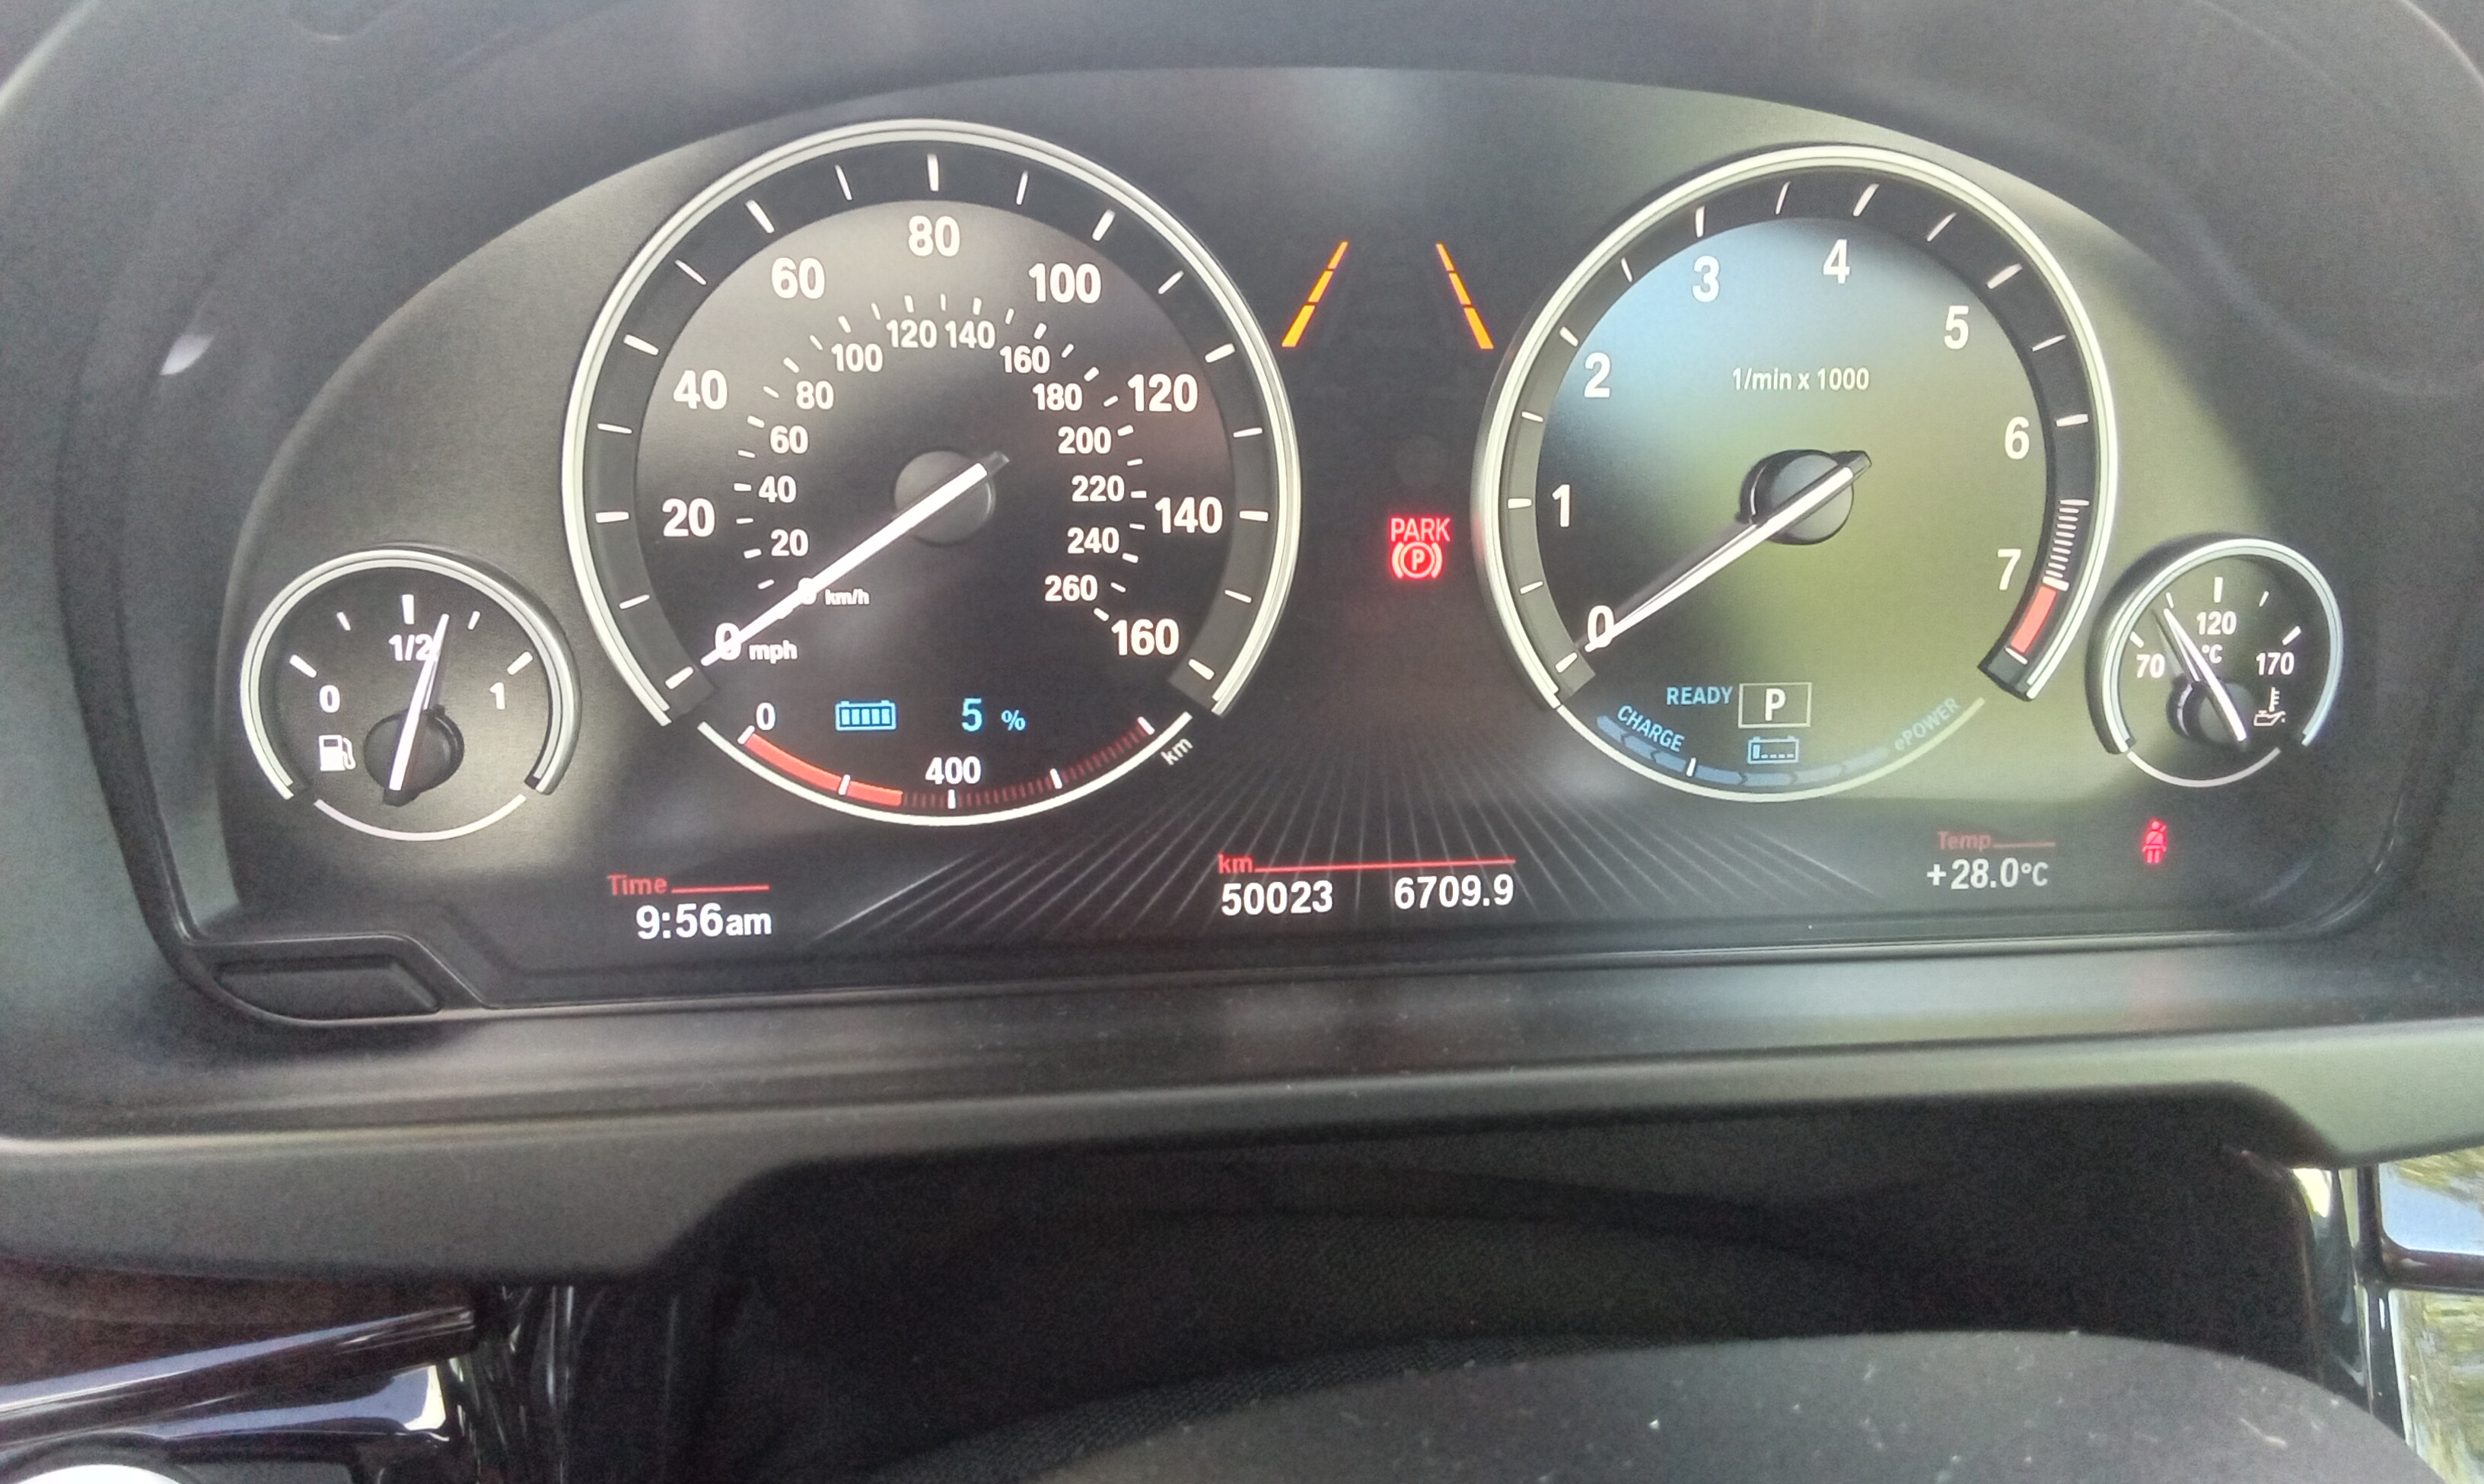 0 1/2 1
0 20 40 60 80 100 120 140 160
mph
0 20 40 60 80 100 120 140 160 180 200 220 240 260
km/h
5 %
0 400
km
PARK
P
0 1 2 3 4 5 6 7
1/min x 1000
READY P
CHARGE ePOWER
70 120 170
°C
Time
9:56am
km
50023 6709.9
Temp
+28.0°C